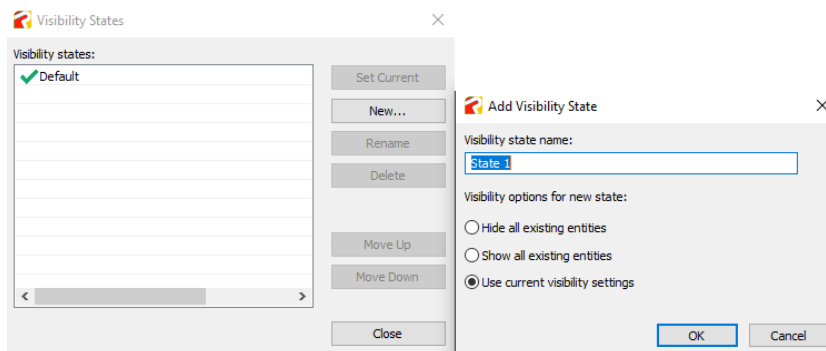 Visibility States
Visibility states:
Default
Set Current
New...
Rename
Delete
Move Up
Move Down
Close
Add Visibility State
Visibility state name:
State 1
Visibility options for new state:
Hide all existing entities
Show all existing entities
Use current visibility settings
OK
Cancel